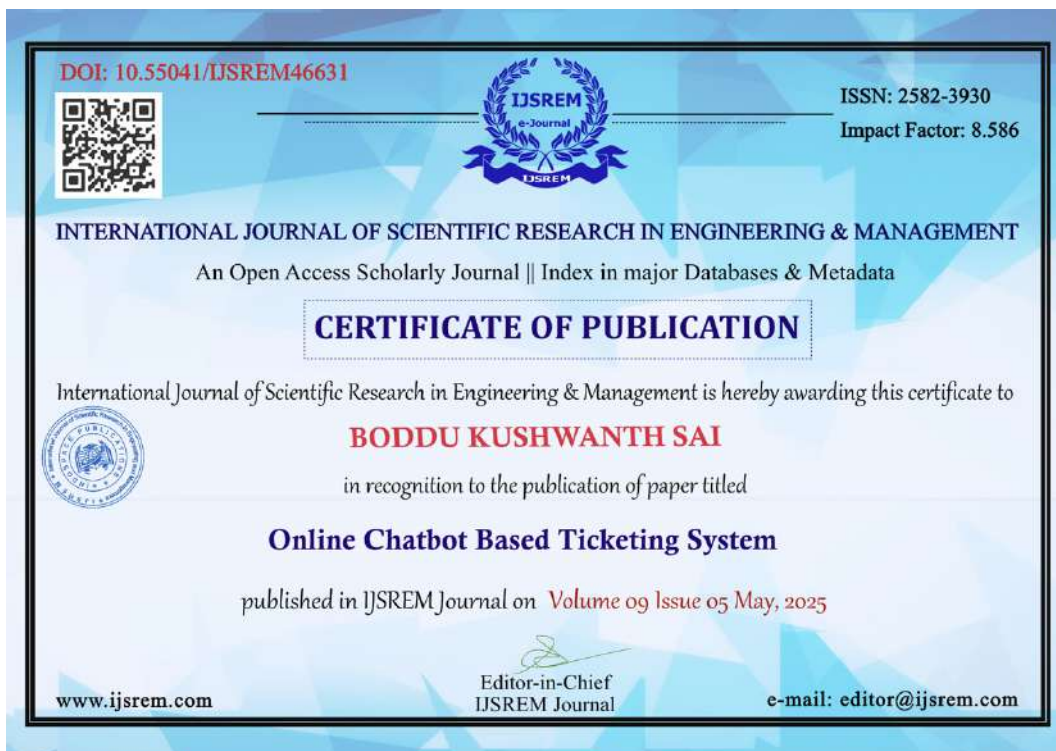 DOI: 10.55041/IJSREM46631
IJSREM
e-Journal
IJSREM
ISSN: 2582-3930
Impact Factor: 8.586
INTERNATIONAL JOURNAL OF SCIENTIFIC RESEARCH IN ENGINEERING & MANAGEMENT
An Open Access Scholarly Journal || Index in major Databases & Metadata
CERTIFICATE OF PUBLICATION
International Journal of Scientific Research in Engineering & Management is hereby awarding this certificate to
BODDU KUSHWANTH SAI
in recognition to the publication of paper titled
Online Chatbot Based Ticketing System
published in IJSREM Journal on Volume 09 Issue 05 May, 2025
Editor-in-Chief
IJSREM Journal
www.ijsrem.com
e-mail: editor@ijsrem.com